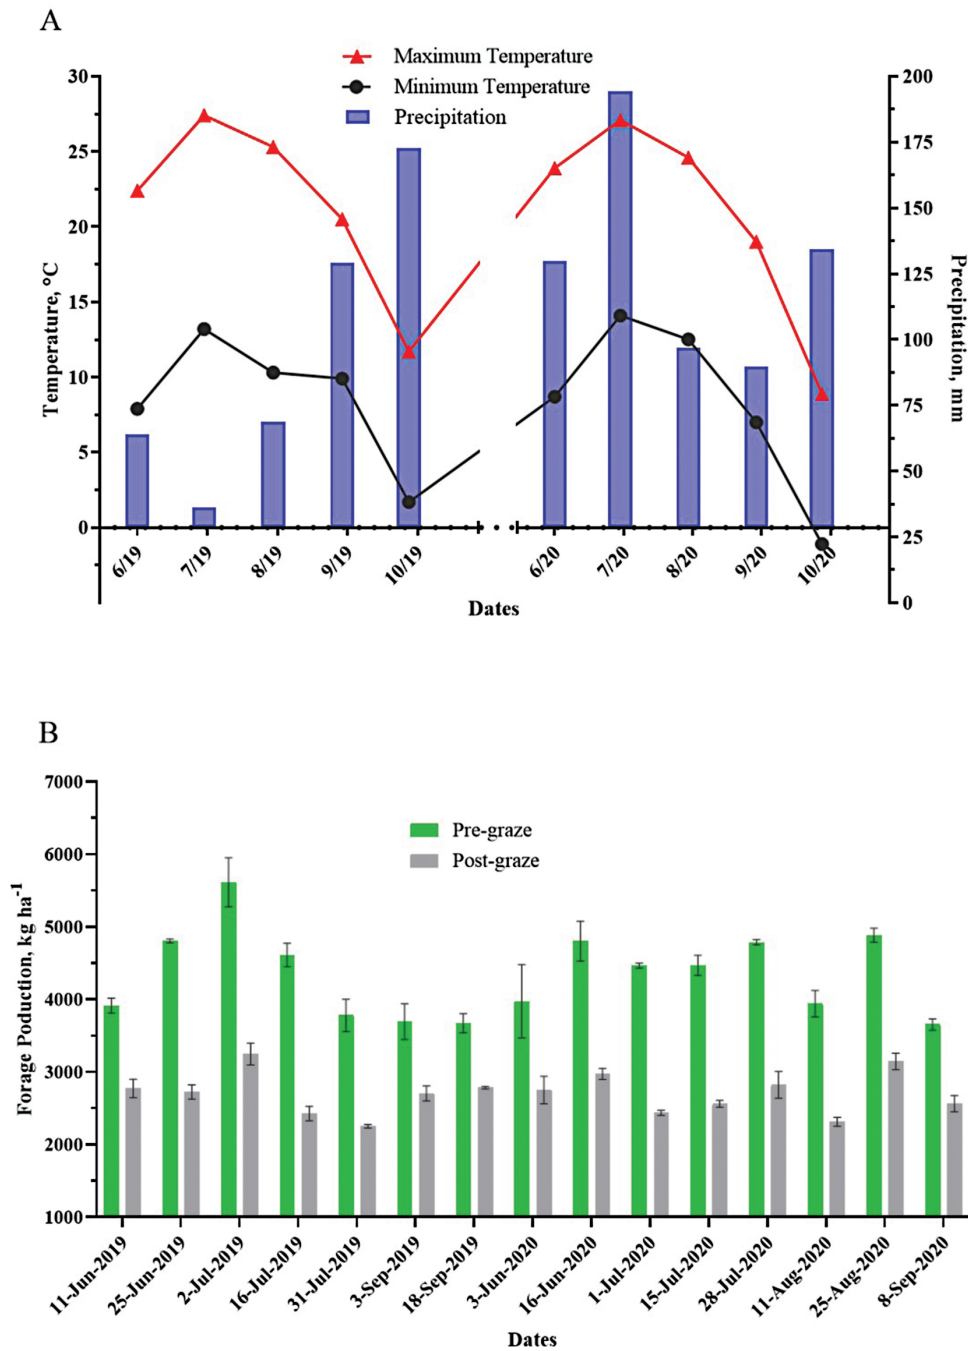 A
Maximum Temperature
Minimum Temperature
Precipitation
30
25
20
15
10
5
0
Temperature, °C
200
175
150
125
100
75
50
25
0
Precipitation, mm
6/19
7/19
8/19
9/19
10/19
6/20
7/20
8/20
9/20
10/20
Dates
B
Pre-graze
Post-graze
7000
6000
5000
4000
3000
2000
1000
Forage Poduction, kg ha⁻¹
11-Jun-2019
25-Jun-2019
2-Jul-2019
16-Jul-2019
31-Jul-2019
3-Sep-2019
18-Sep-2019
3-Jun-2020
16-Jun-2020
1-Jul-2020
15-Jul-2020
28-Jul-2020
11-Aug-2020
25-Aug-2020
8-Sep-2020
Dates